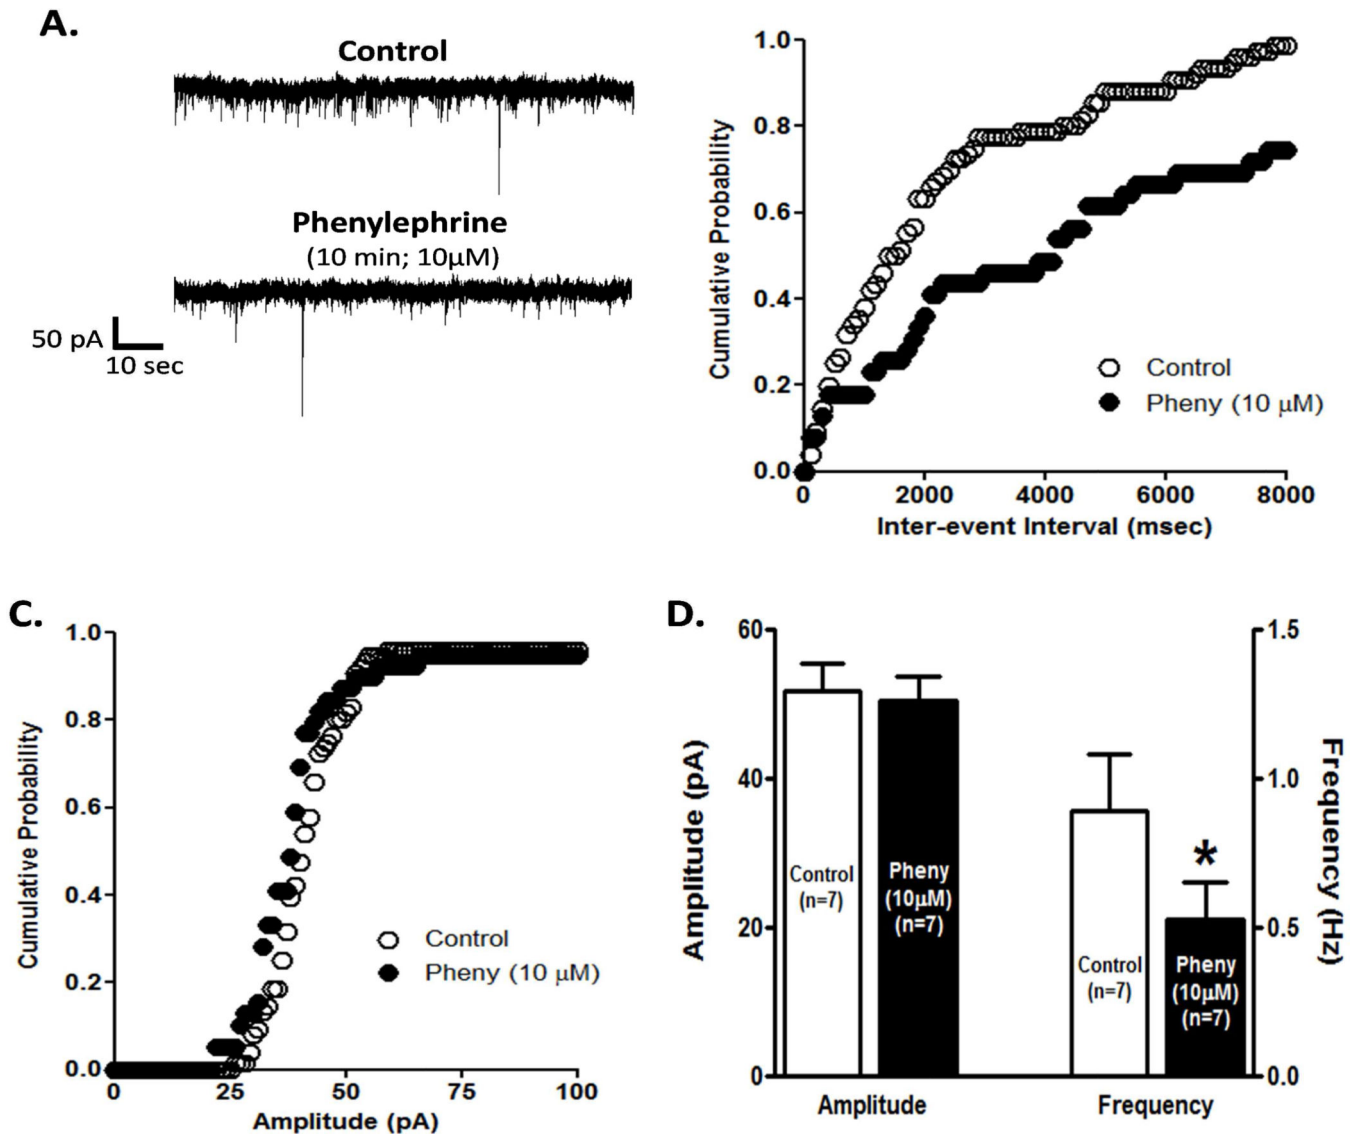 A.
Control
Phenylephrine
(10 min; 10µM)
50 pA
10 sec
1.0
0.8
0.6
0.4
0.2
0.0
Cumulative Probability
0 2000 4000 6000 8000
Inter-event Interval (msec)
Control
Pheny (10 µM)
C.
1.0
0.8
0.6
0.4
0.2
0.0
Cumulative Probability
0 25 50 75 100
Amplitude (pA)
Control
Pheny (10 µM)
D.
60
40
20
0
Amplitude (pA)
Control
(n=7)
Pheny
(10µM)
(n=7)
Control
(n=7)
*
Pheny
(10µM)
(n=7)
1.5
1.0
0.5
0.0
Frequency (Hz)
Amplitude Frequency